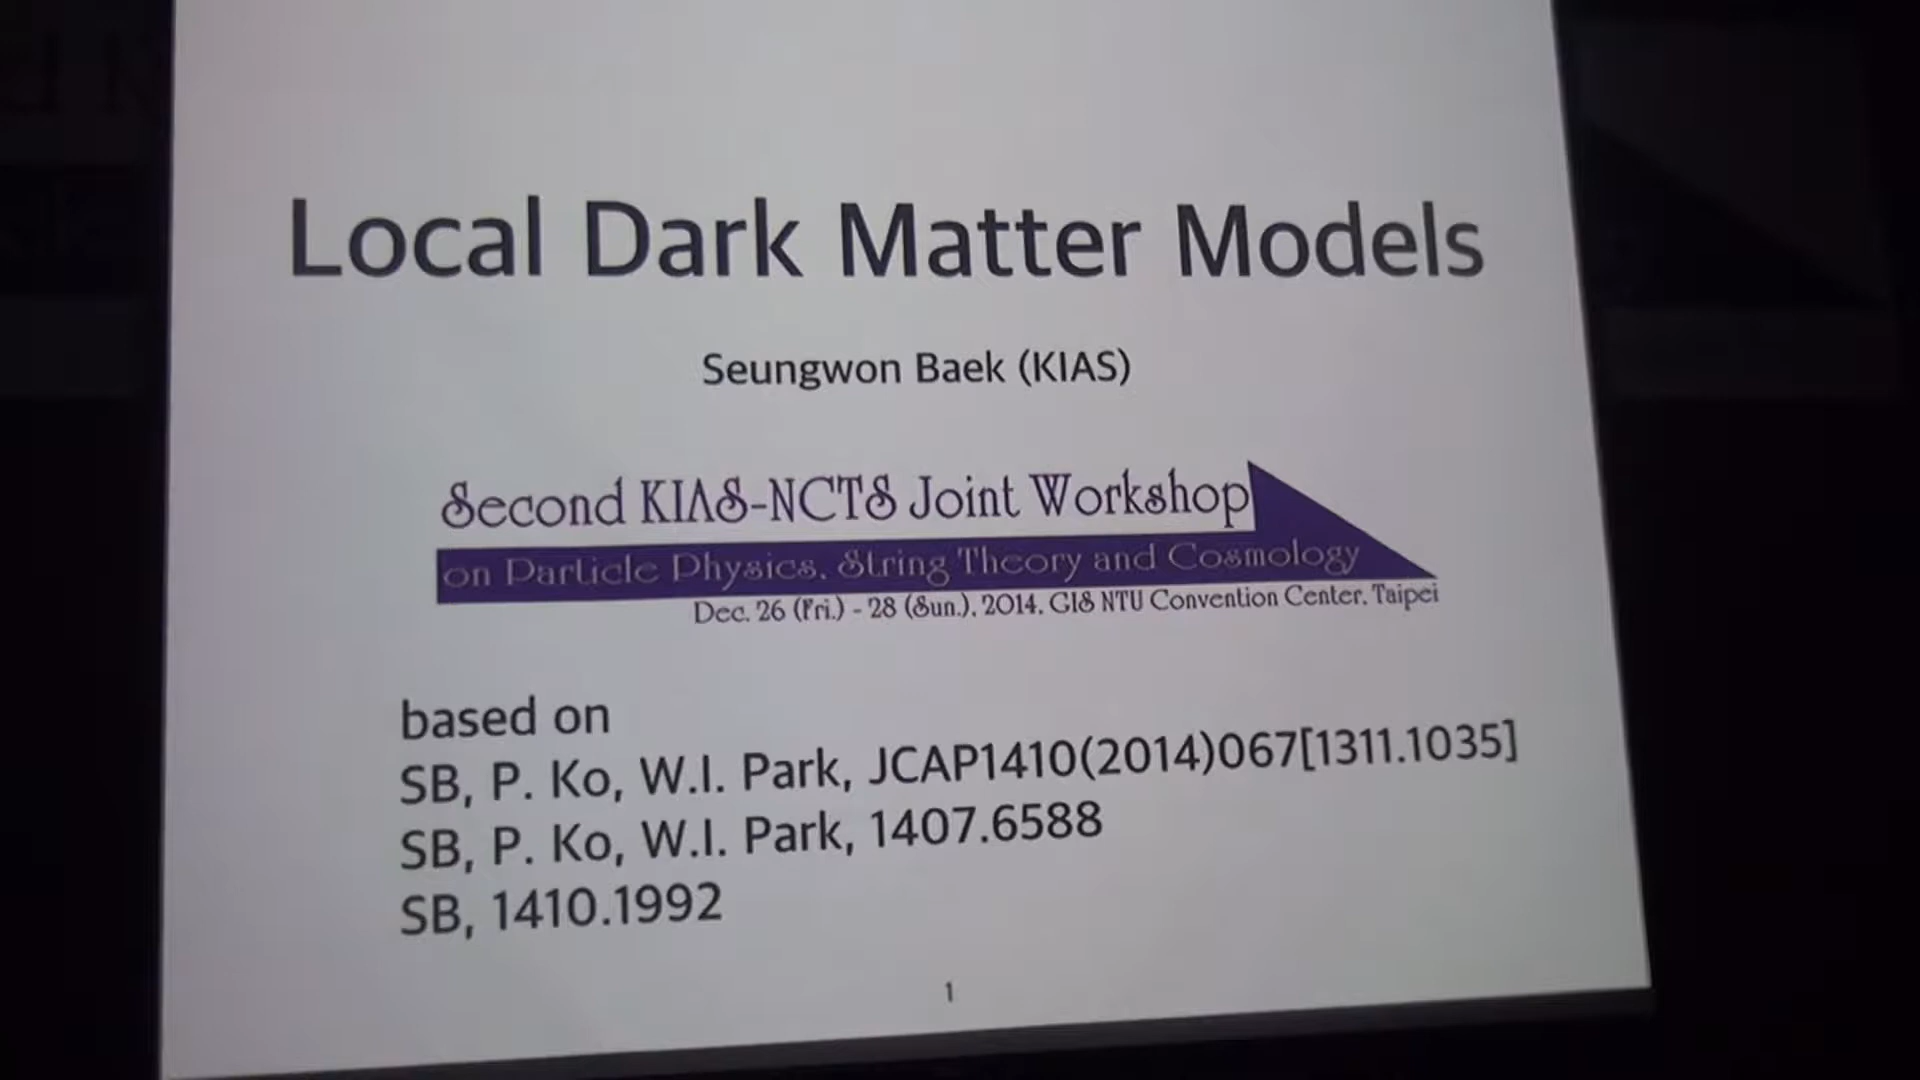 Local Dark Matter Models
Seungwon Baek (KIAS)
Second KIAS-NCTS Joint Workshop
on Particle Physics, String Theory and Cosmology
Dec. 26 (Fri.) - 28 (Sun.), 2014, GIS NTU Convention Center, Taipei
based on
SB, P. Ko, W.I. Park, JCAP1410(2014)067[1311.1035]
SB, P. Ko, W.I. Park, 1407.6588
SB, 1410.1992
1